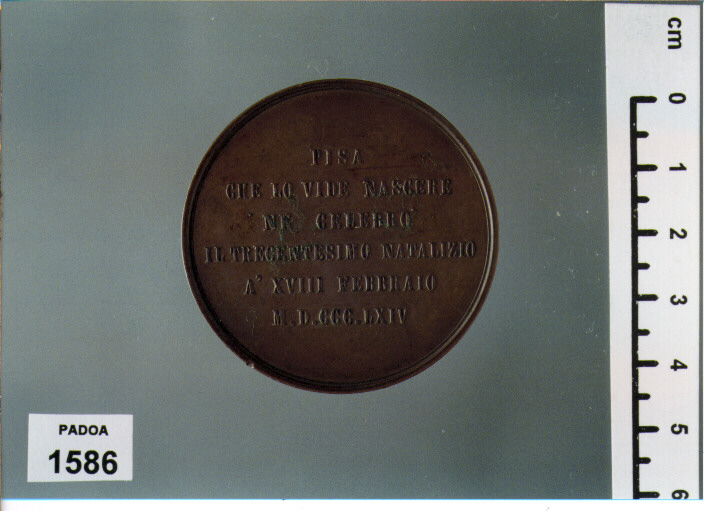 PISA
CHE LO VIDE NASCERE
NE CELEBRO'
IL TRECENTESIMO NATALIZIO
A' XVIII FEBBRAIO
M.D.CCC.LXIV
PADOA
1586
cm
0
1
2
3
4
5
6